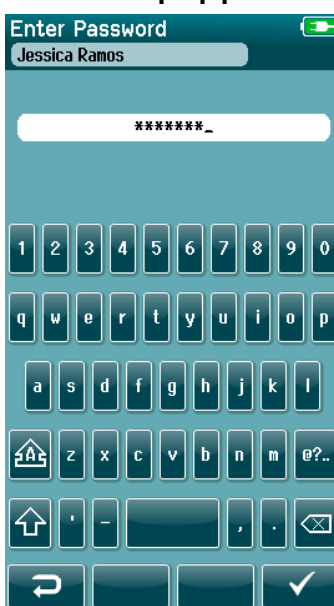 Enter Password
Jessica Ramos
*******_
1 2 3 4 5 6 7 8 9 0
q w e r t y u i o p
a s d f g h j k l
A z x c v b n m @?..
' - , .